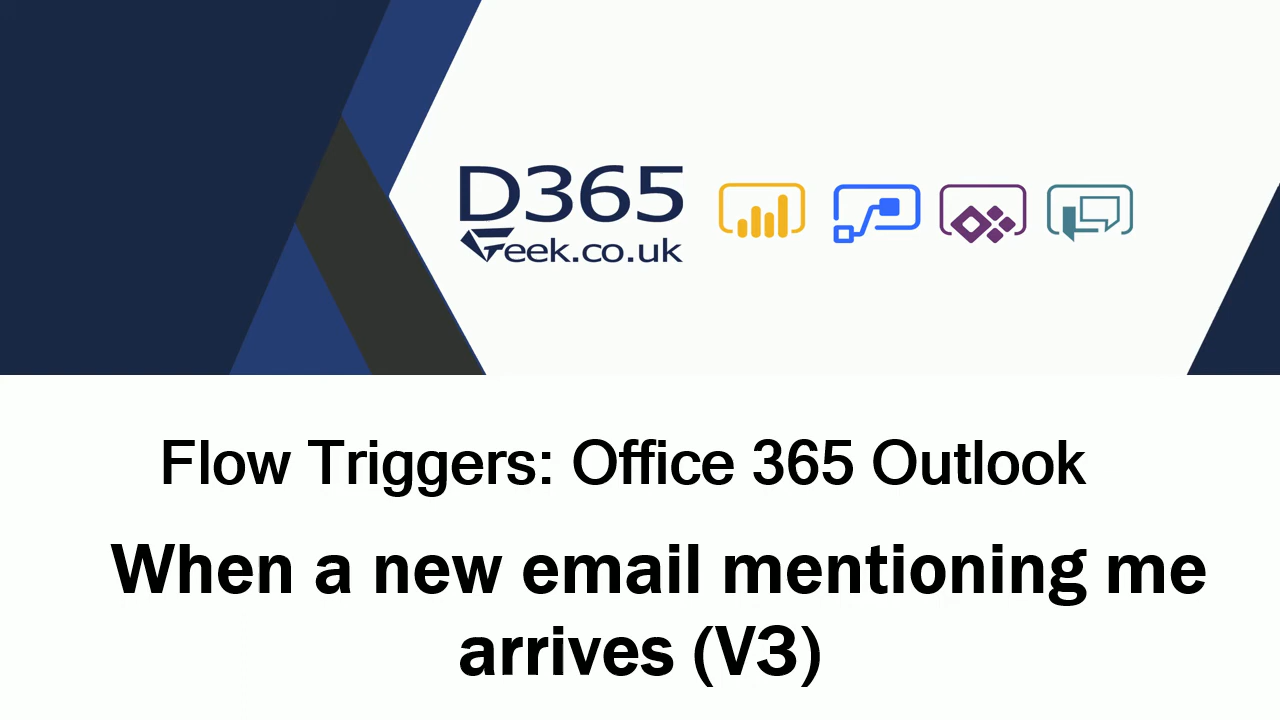 D365
Geek.co.uk
Flow Triggers: Office 365 Outlook
When a new email mentioning me
arrives (V3)